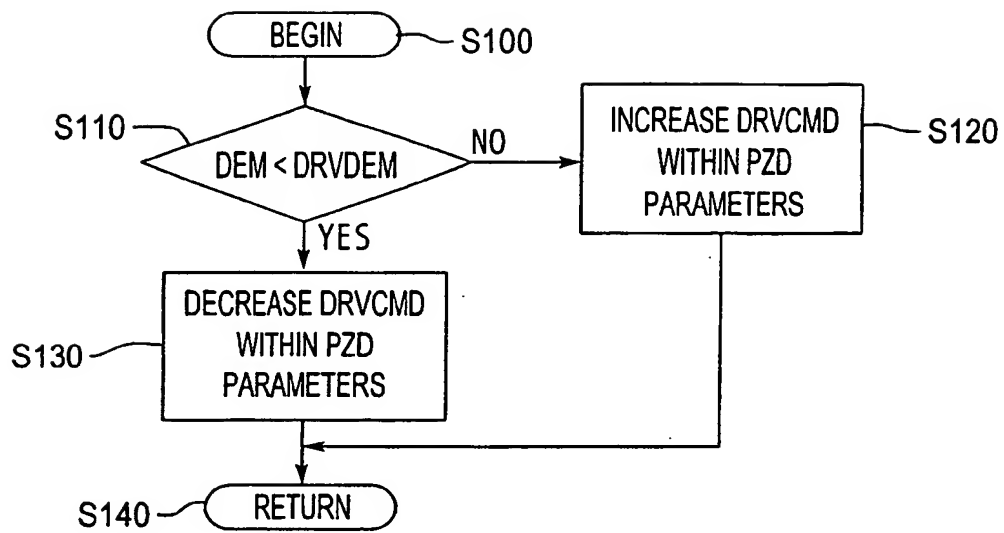 BEGIN
S100
S110
DEM < DRVDEM
NO
INCREASE DRVCMD
WITHIN PZD
PARAMETERS
S120
YES
DECREASE DRVCMD
WITHIN PZD
PARAMETERS
S130
RETURN
S140